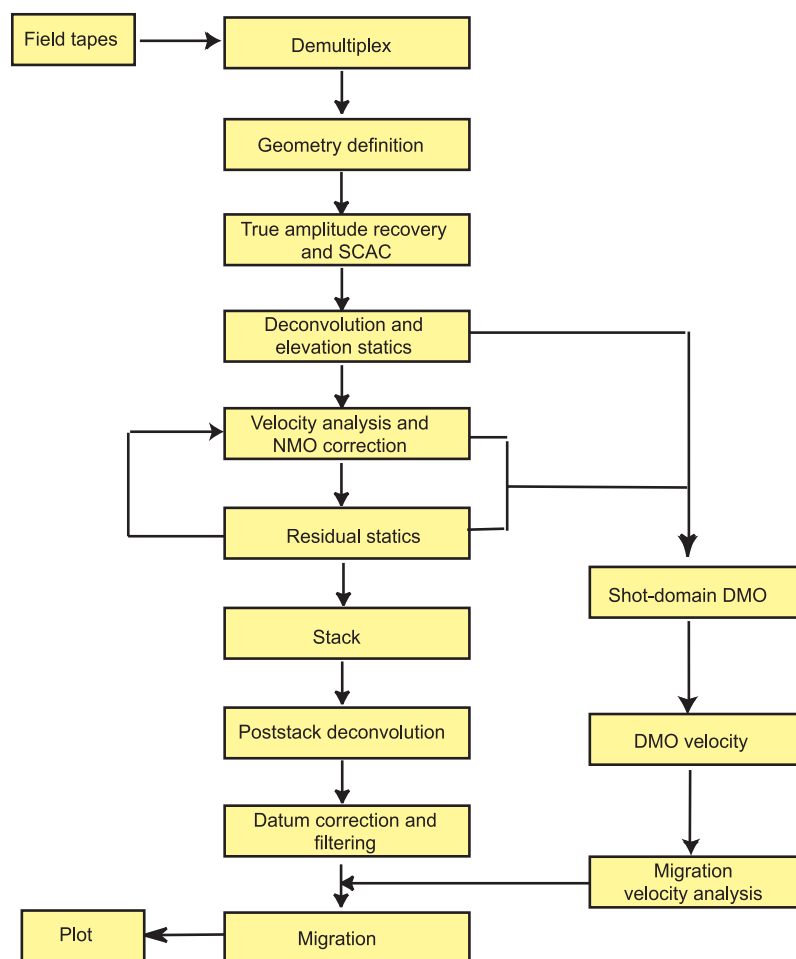 Field tapes
Demultiplex
Geometry definition
True amplitude recovery
and SCAC
Deconvolution and
elevation statics
Velocity analysis and
NMO correction
Residual statics
Shot-domain DMO
Stack
Poststack deconvolution
DMO velocity
Datum correction and
filtering
Migration
velocity analysis
Plot
Migration